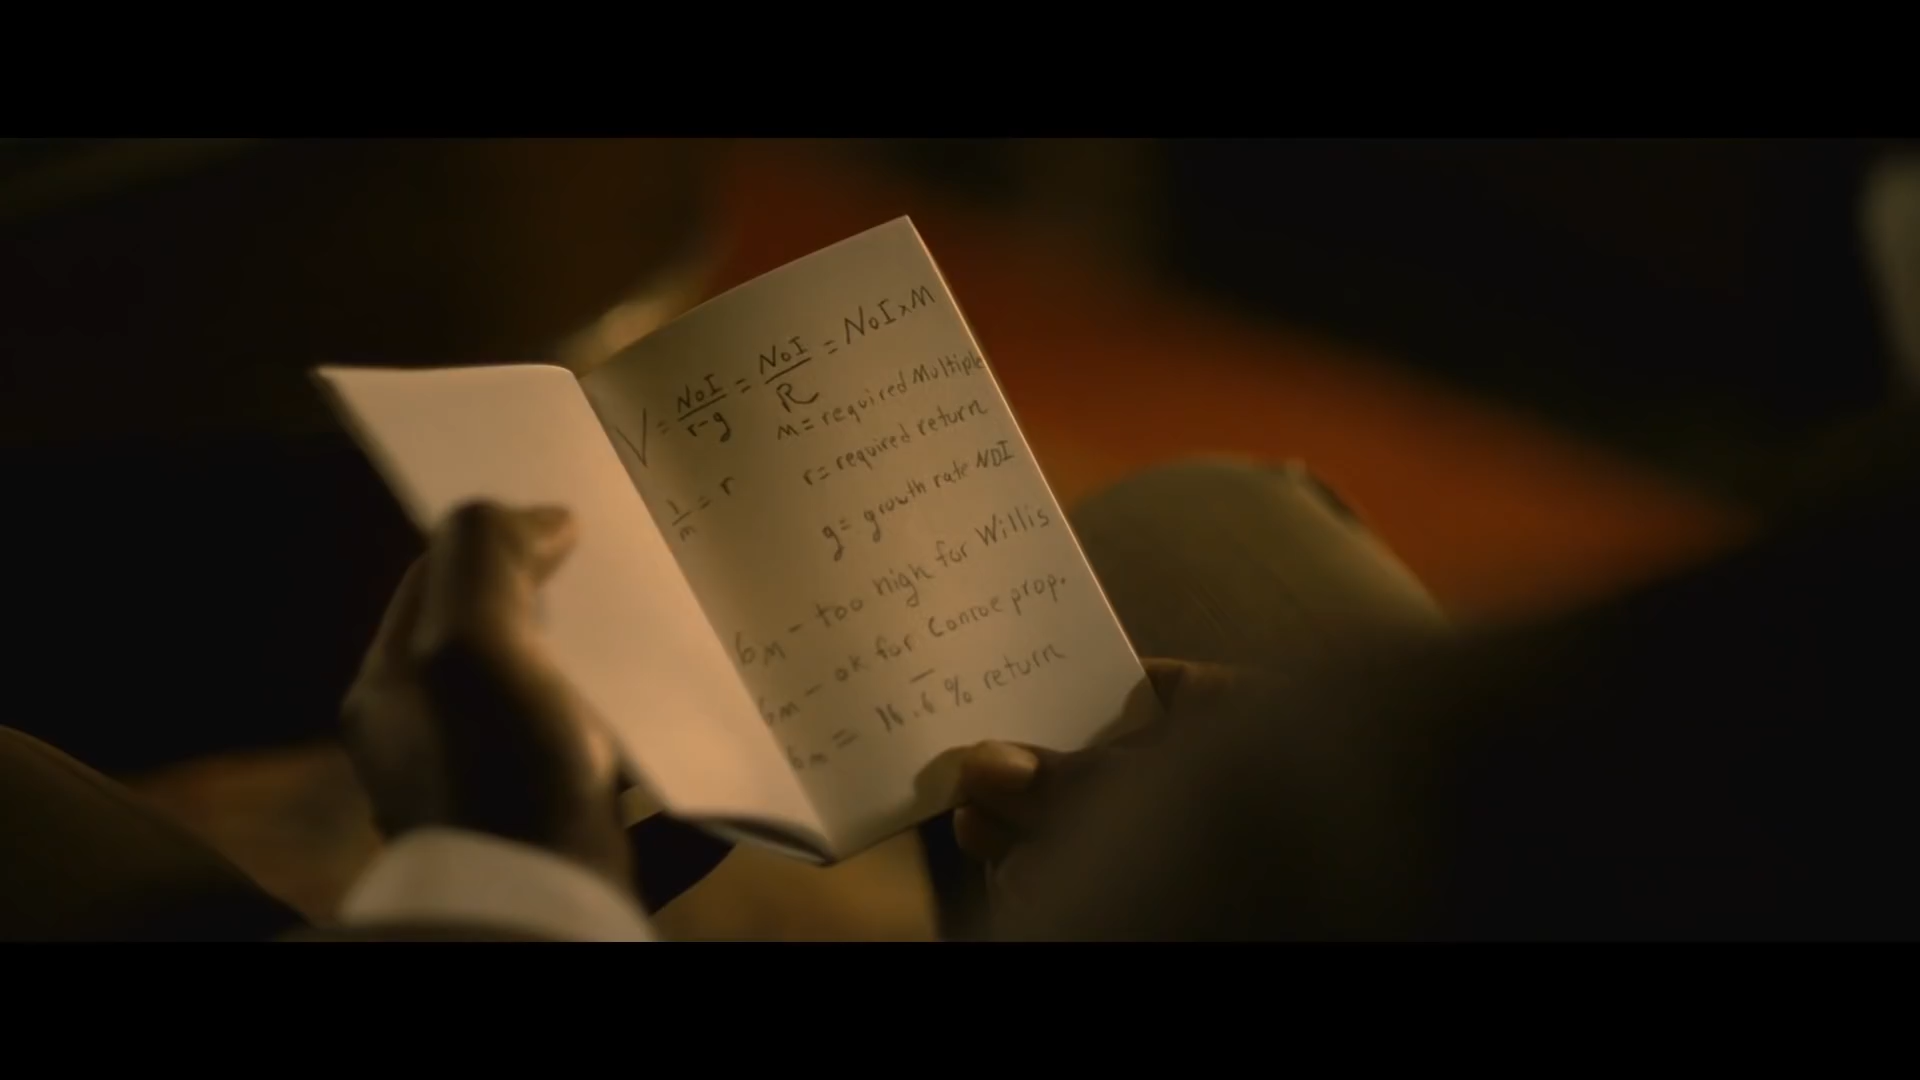 V = NOI/r-g = NOI/R = NOI x M
M = required Multiple
1/m = r
r = required return
g = growth rate NOI
6M - too high for Willis
6M - ok for Conroe prop.
6m = 16.6̅ % return